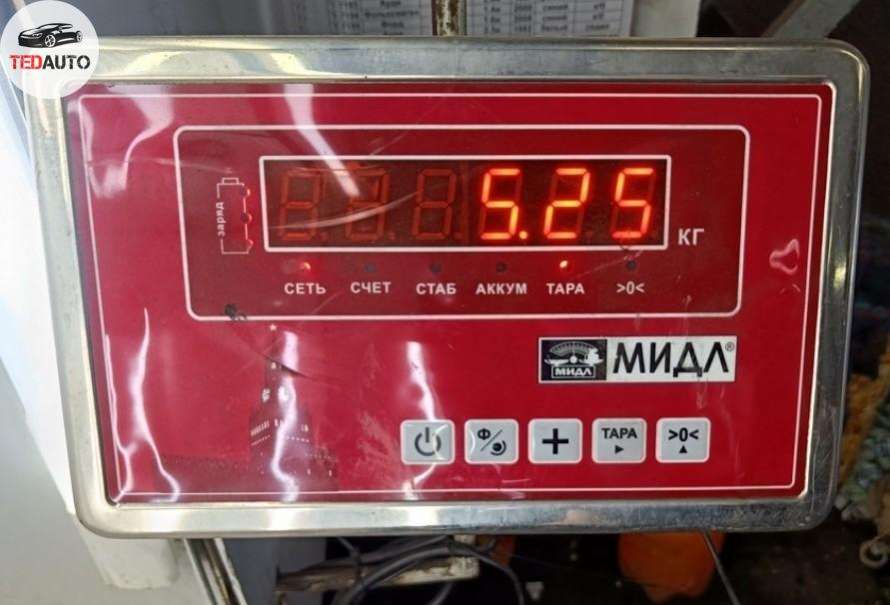 TEDAUTO
заряд
5.25
КГ
СЕТЬ СЧЕТ СТАБ АККУМ ТАРА >0<
МИДЛ МИДЛ®
Ф ТАРА >0<